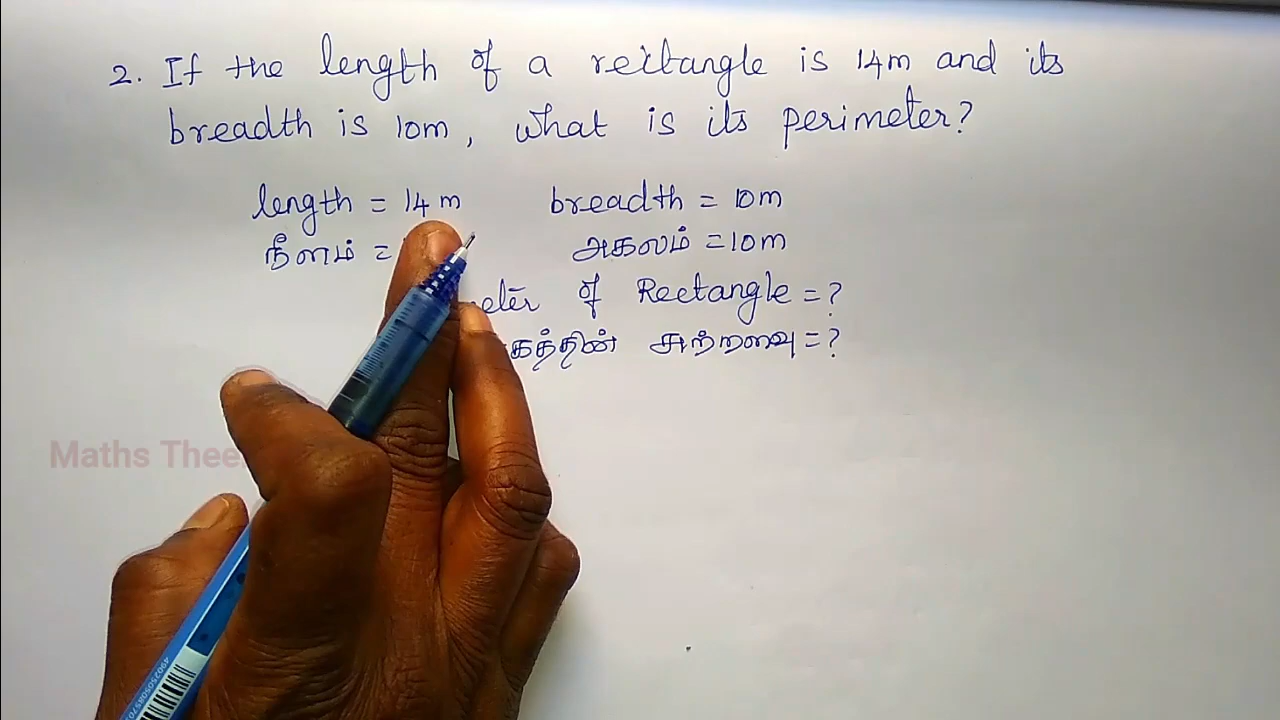 2. If the length of a rectangle is 14m and its
breadth is 10m, what is its perimeter?
length = 14 m breadth = 10m
நீளம் = அகலம் = 10m
of Rectangle = ?
சுற்றளவு = ?
Maths